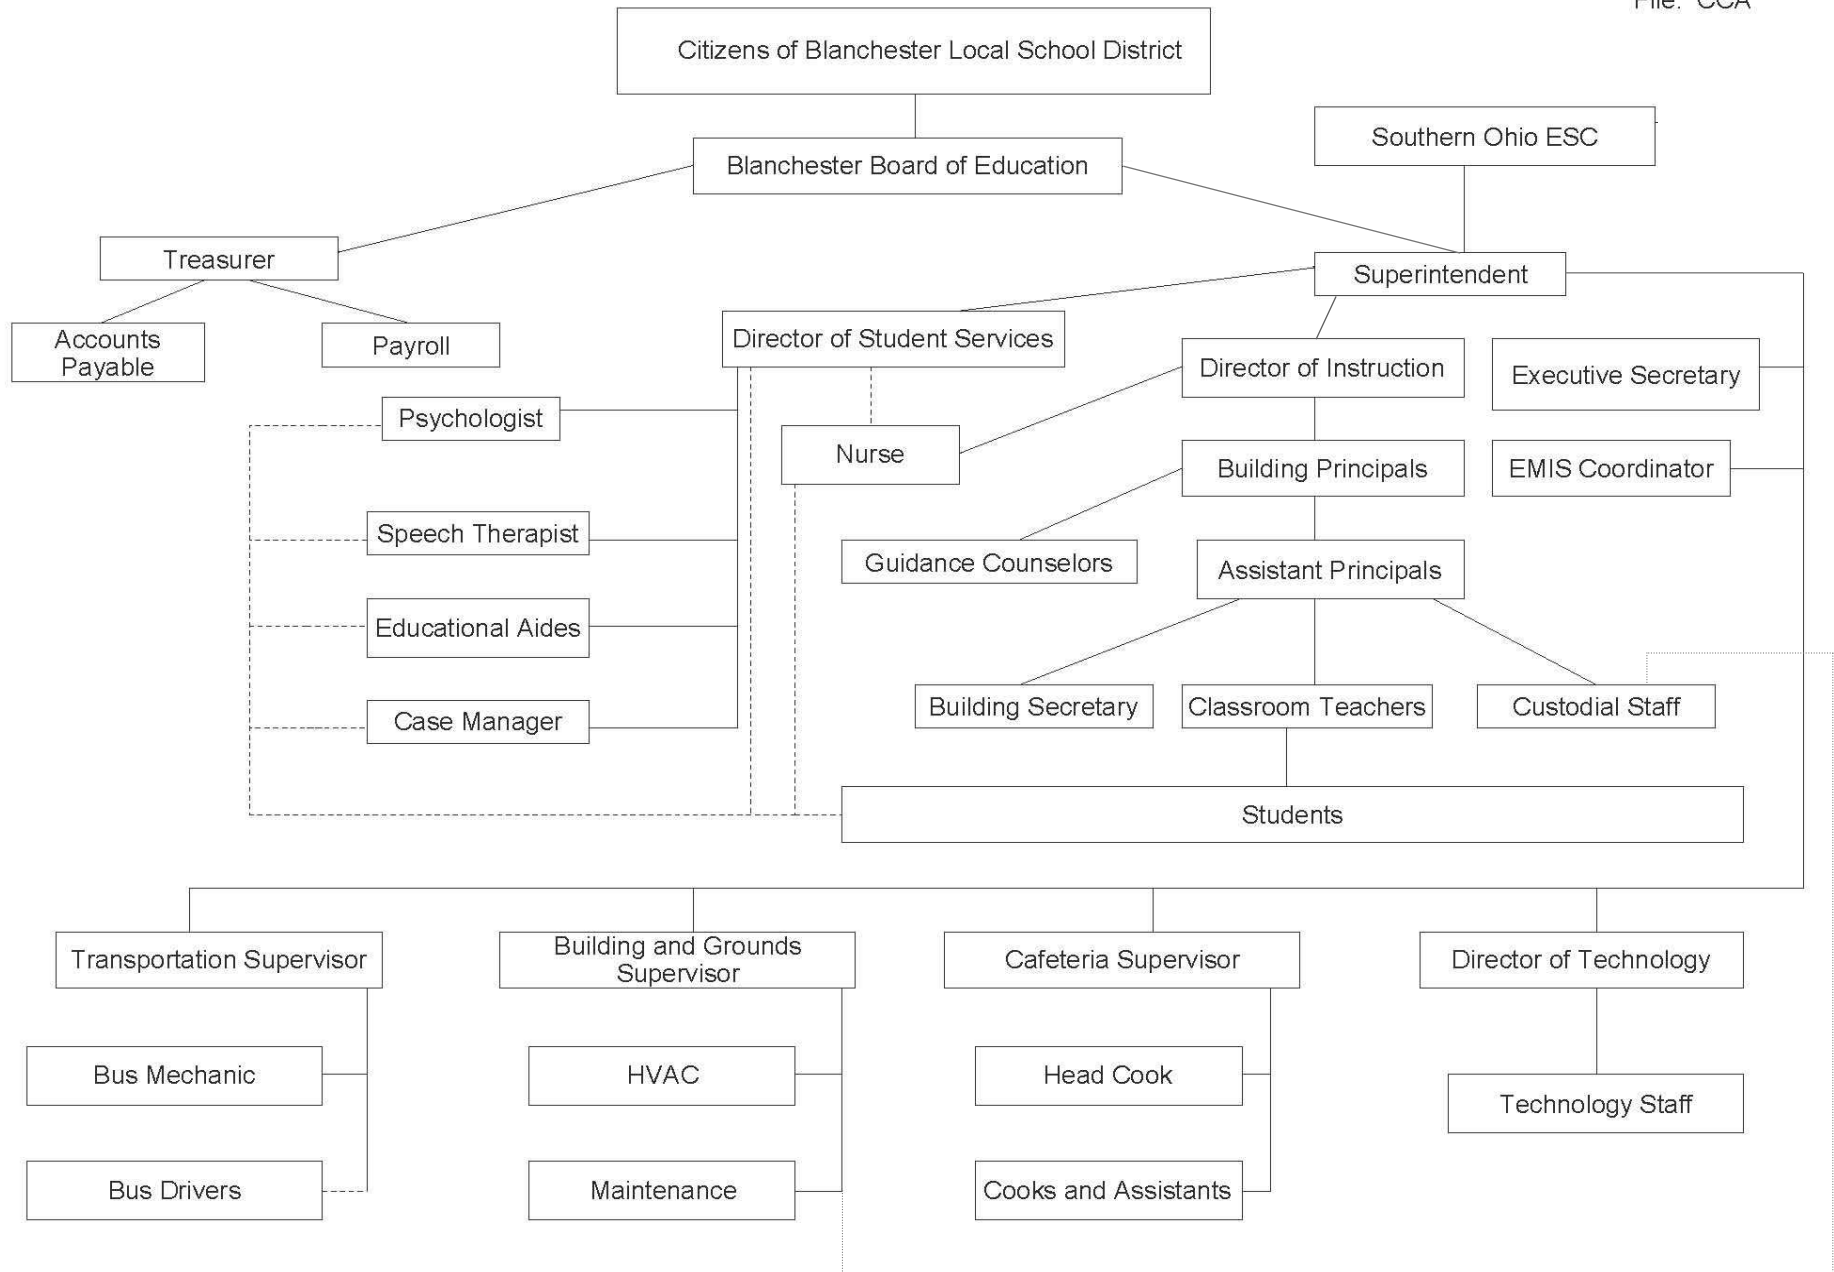 File: CCA
Citizens of Blanchester Local School District
Southern Ohio ESC
Blanchester Board of Education
Treasurer
Superintendent
Accounts
Payable
Payroll
Director of Student Services
Director of Instruction
Executive Secretary
Psychologist
Nurse
Building Principals
EMIS Coordinator
Speech Therapist
Guidance Counselors
Assistant Principals
Educational Aides
Case Manager
Building Secretary
Classroom Teachers
Custodial Staff
Students
Transportation Supervisor
Building and Grounds
Supervisor
Cafeteria Supervisor
Director of Technology
Bus Mechanic
HVAC
Head Cook
Technology Staff
Bus Drivers
Maintenance
Cooks and Assistants